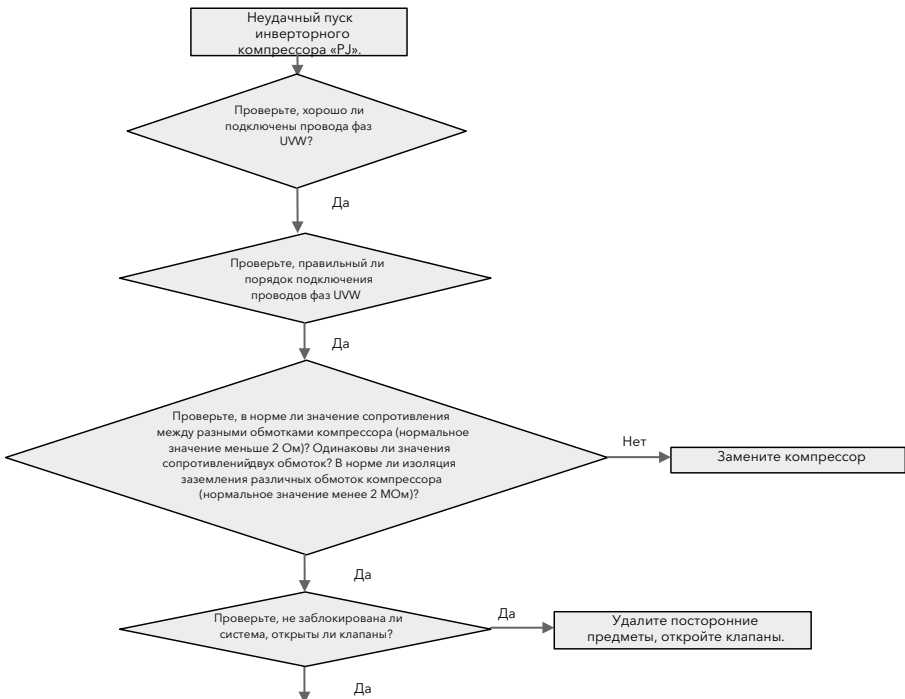 Неудачный пуск
инверторного
компрессора «PJ».
Проверьте, хорошо ли
подключены провода фаз
UVW?
Да
Проверьте, правильный ли
порядок подключения
проводов фаз UVW
Да
Проверьте, в норме ли значение сопротивления
между разными обмотками компрессора (нормальное
значение меньше 2 Ом)? Одинаковы ли значения
сопротивленийдвух обмоток? В норме ли изоляция
заземления различных обмоток компрессора
(нормальное значение менее 2 МОм)?
Нет
Замените компрессор
Да
Проверьте, не заблокирована ли
система, открыты ли клапаны?
Да
Удалите посторонние
предметы, откройте клапаны.
Да